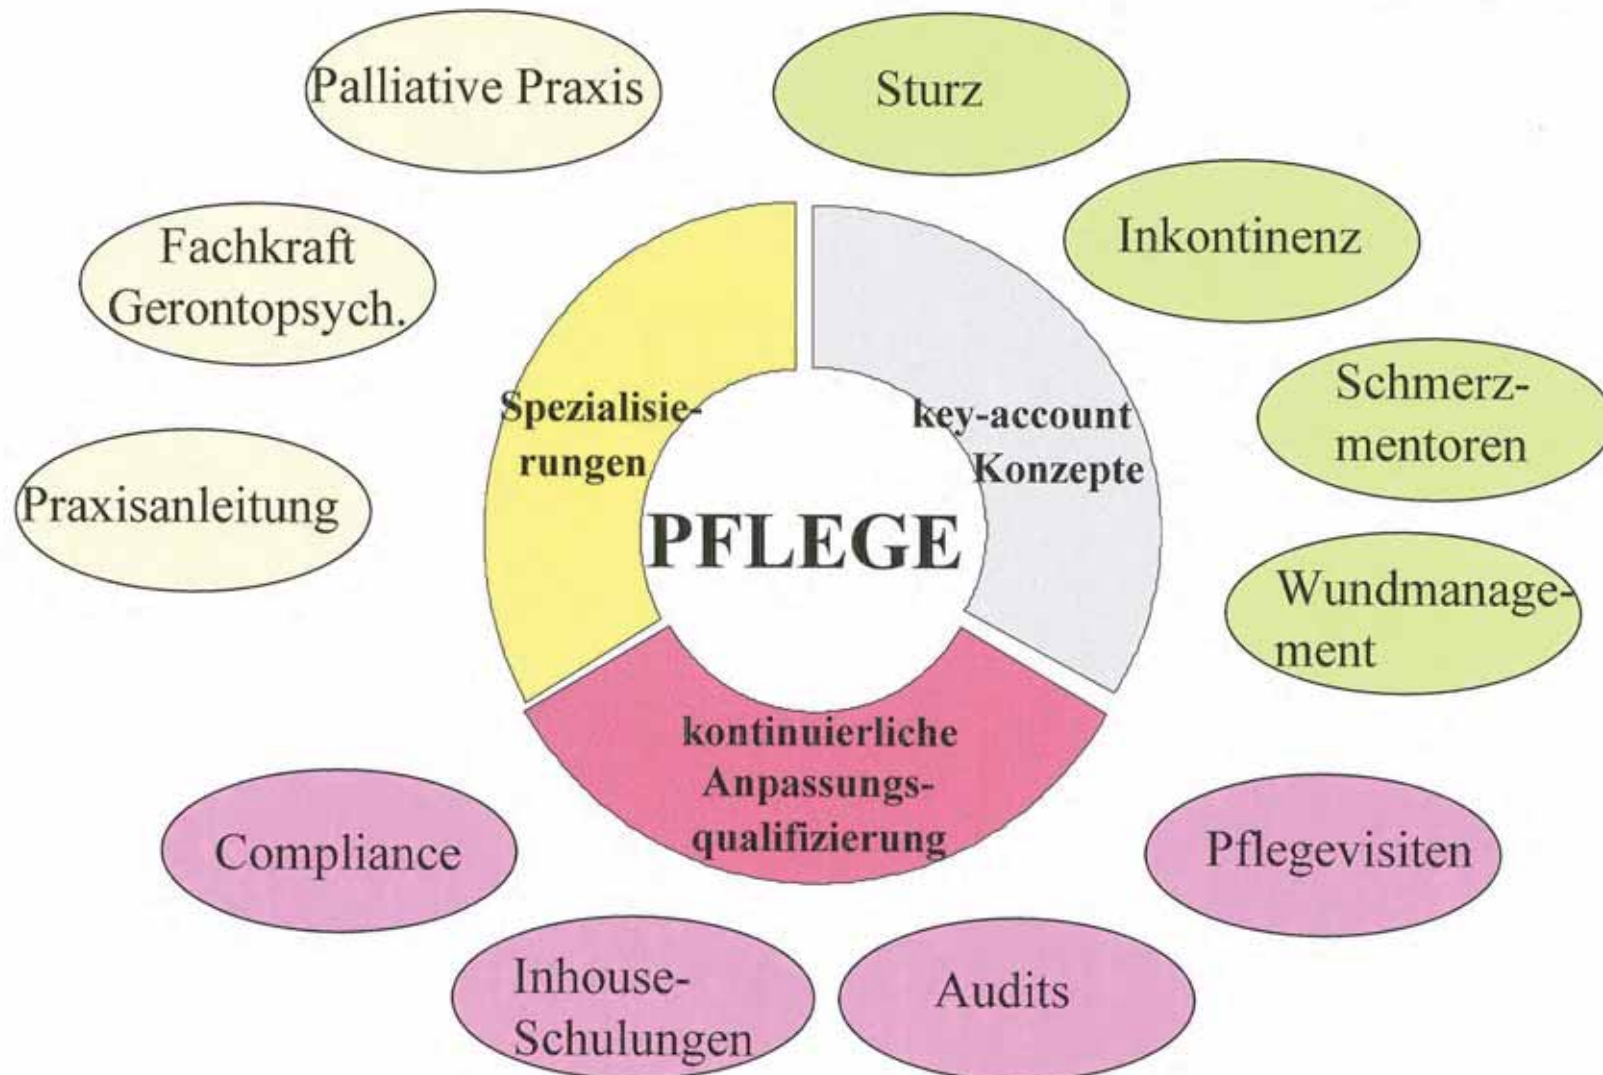 Palliative Praxis
Sturz
Fachkraft
Gerontopsych.
Inkontinenz
Praxisanleitung
Schmerz-
mentoren
Spezialisie-
rungen
key-account
Konzepte
PFLEGE
Wundmanage-
ment
kontinuierliche
Anpassungs-
qualifizierung
Compliance
Pflegevisiten
Inhouse-
Schulungen
Audits